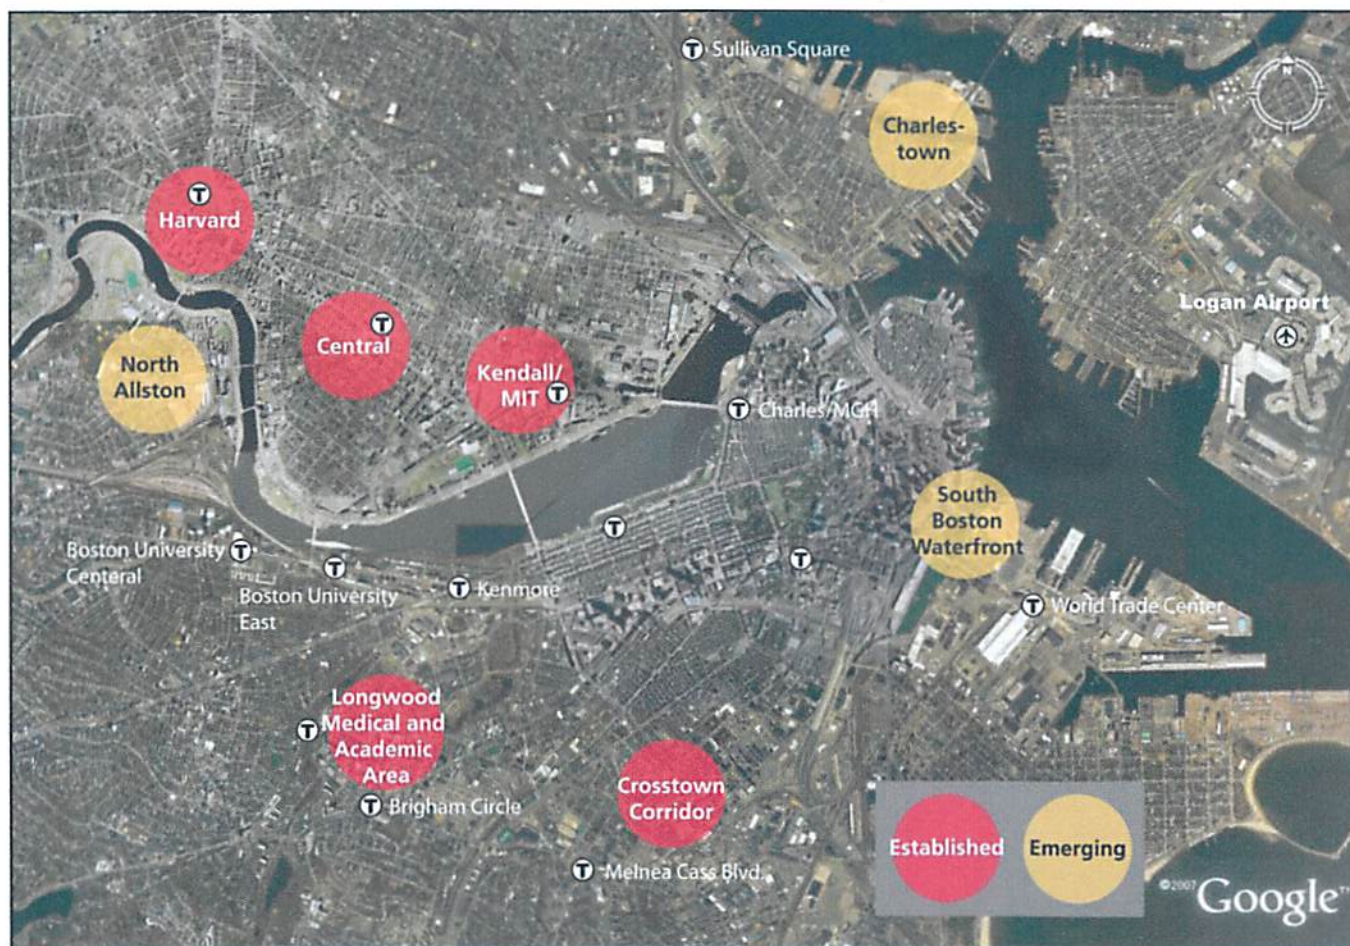 T Sullivan Square
N
Charles-
town
T
Harvard
Logan Airport
T
Central
North
Allston
Kendall/
MIT T
T Charles/MGH
South
Boston
Waterfront
T
Boston University T
Centeral
T
Boston University
East
T Kenmore
T
T World Trade Center
Longwood
Medical and
Academic
Area
T
T Brigham Circle
Crosstown
Corridor
T Melnea Cass Blvd.
Established
Emerging
©2007 Google™